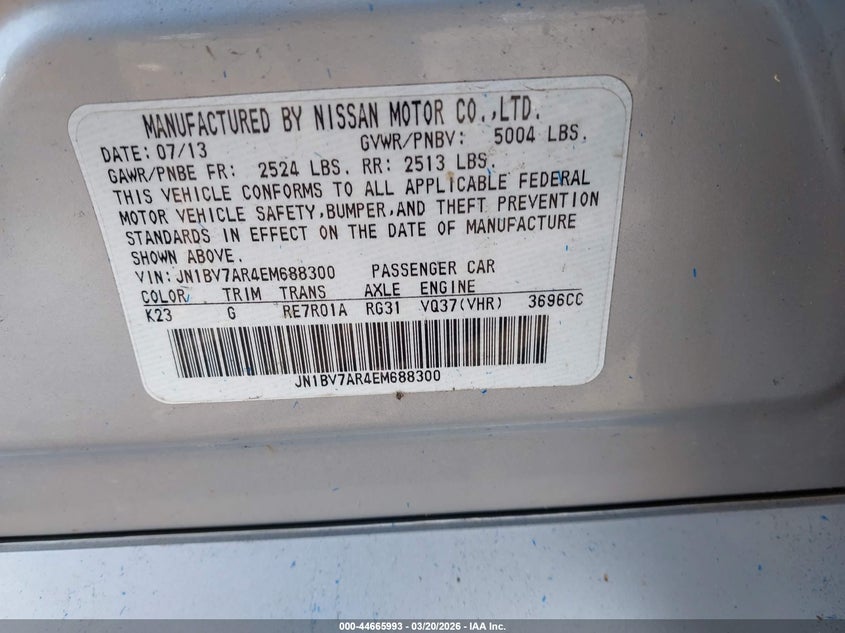 MANUFACTURED BY NISSAN MOTOR CO.,LTD.
DATE: 07/13 GVWR/PNBV: 5004 LBS.
GAWR/PNBE FR: 2524 LBS. RR: 2513 LBS.
THIS VEHICLE CONFORMS TO ALL APPLICABLE FEDERAL
MOTOR VEHICLE SAFETY,BUMPER,AND THEFT PREVENTION
STANDARDS IN EFFECT ON THE DATE OF MANUFACTURE
SHOWN ABOVE.
VIN: JN1BV7AR4EM688300 PASSENGER CAR
COLOR TRIM TRANS AXLE ENGINE
K23 G RE7R01A RG31 VQ37(VHR) 3696CC
JN1BV7AR4EM688300
000-44665993 - 03/20/2026 - IAA Inc.